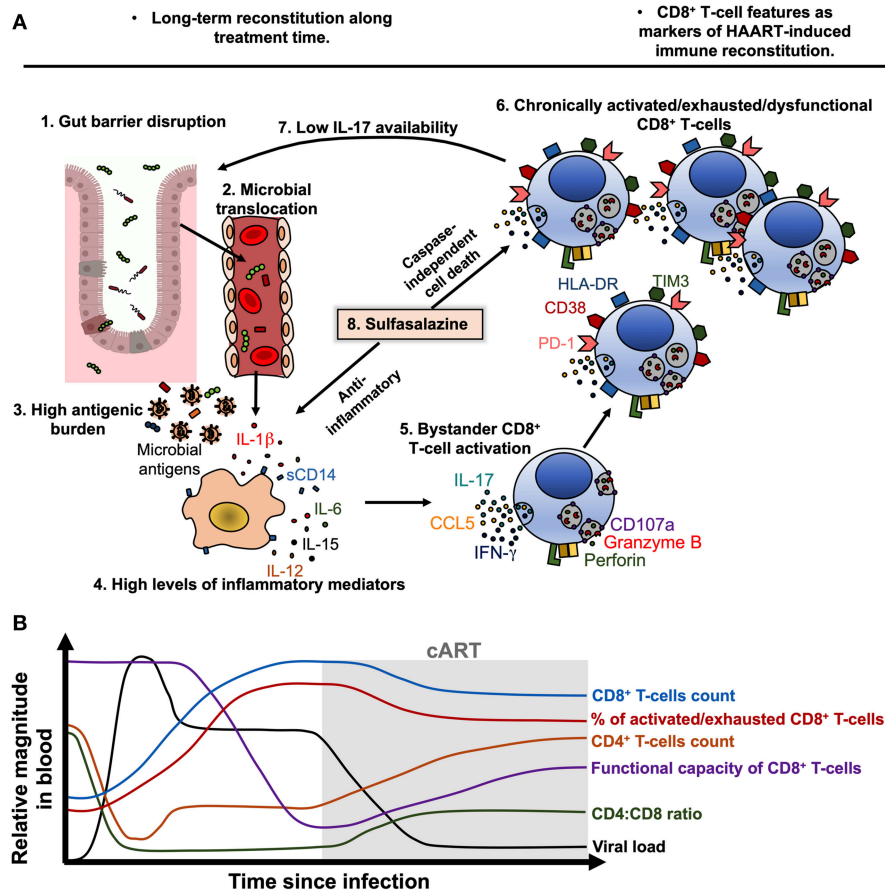 A
• Long-term reconstitution along
treatment time.
• CD8⁺ T-cell features as
markers of HAART-induced
immune reconstitution.
1. Gut barrier disruption
7. Low IL-17 availability
6. Chronically activated/exhausted/dysfunctional
CD8⁺ T-cells
2. Microbial
translocation
Caspase-
independent
cell death
8. Sulfasalazine
Anti-
inflammatory
HLA-DR
TIM3
CD38
PD-1
3. High antigenic
burden
Microbial
antigens
IL-1β
sCD14
IL-6
IL-15
IL-12
4. High levels of inflammatory mediators
5. Bystander CD8⁺
T-cell activation
IL-17
CCL5
IFN-γ
CD107a
Granzyme B
Perforin
B
Relative magnitude
in blood
cART
CD8⁺ T-cells count
% of activated/exhausted CD8⁺ T-cells
CD4⁺ T-cells count
Functional capacity of CD8⁺ T-cells
CD4:CD8 ratio
Viral load
Time since infection